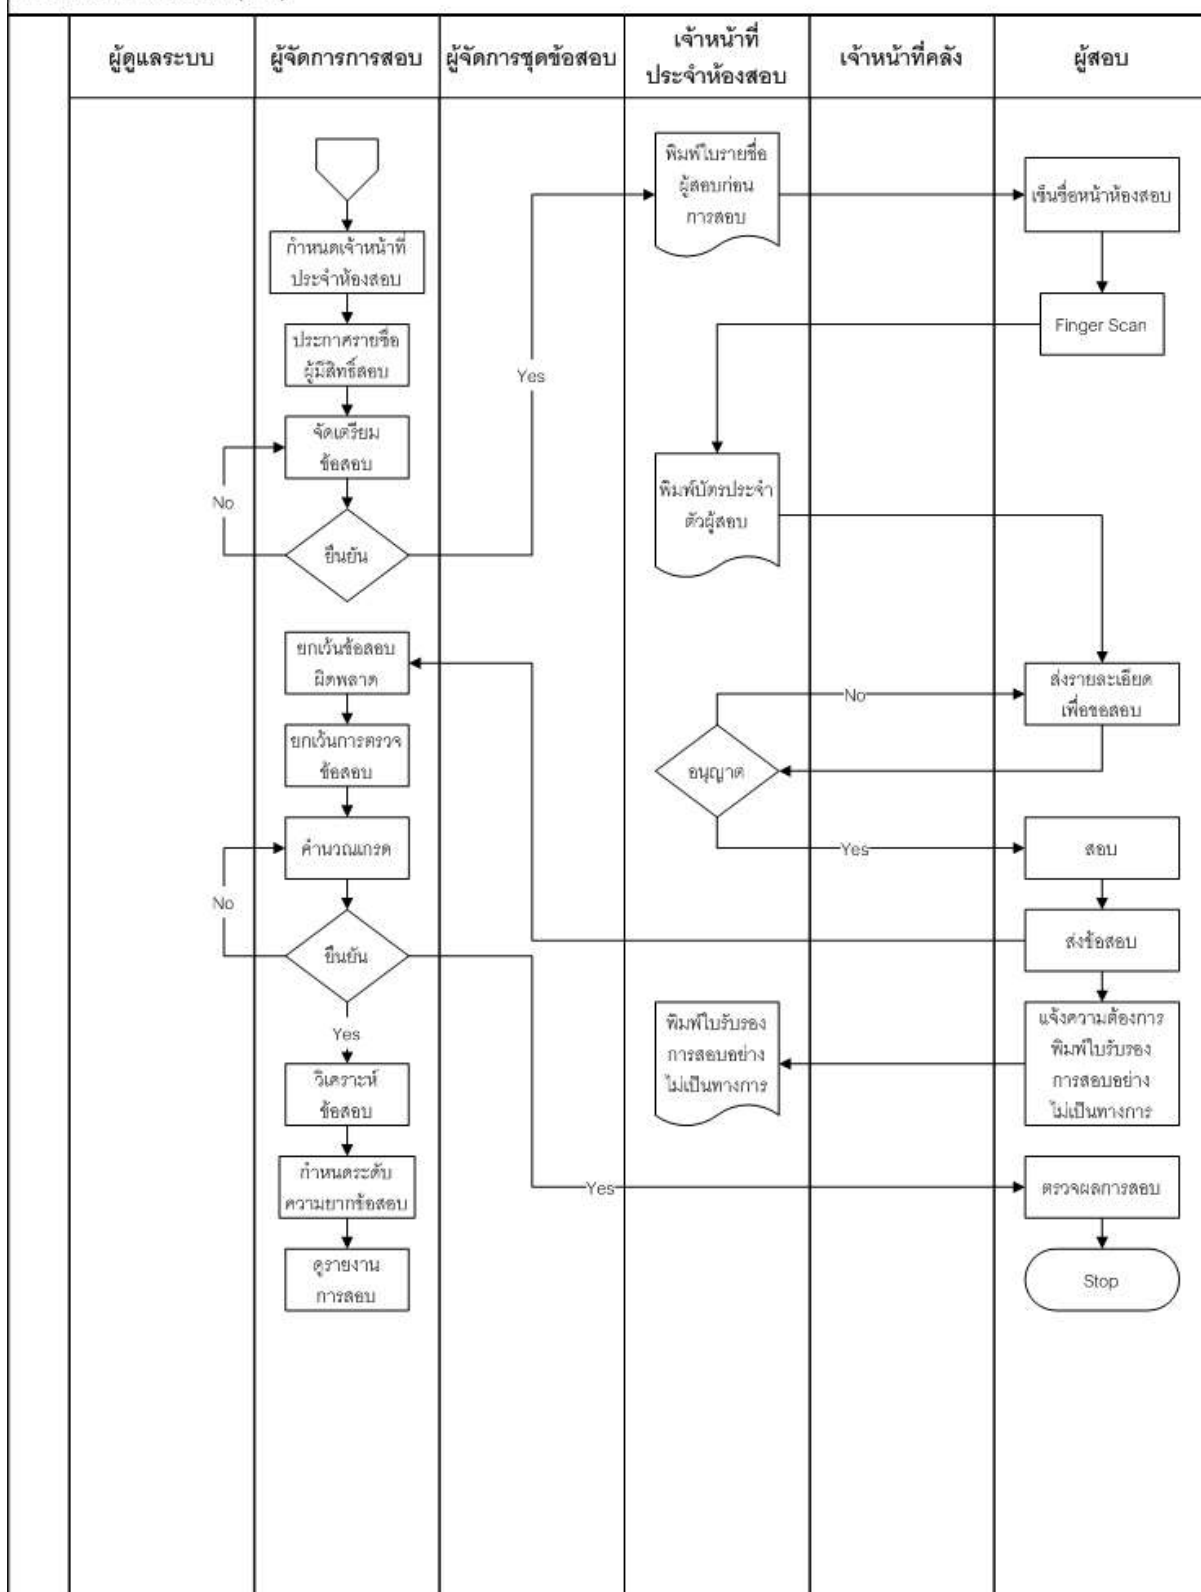 ผู้ดูแลระบบ
ผู้จัดการการสอบ
ผู้จัดการชุดข้อสอบ
เจ้าหน้าที่
ประจำห้องสอบ
เจ้าหน้าที่คลัง
ผู้สอบ
กำหนดเจ้าหน้าที่
ประจำห้องสอบ
ประกาศรายชื่อ
ผู้มีสิทธิ์สอบ
จัดเตรียม
ข้อสอบ
No
ยืนยัน
Yes
พิมพ์ใบรายชื่อ
ผู้สอบก่อน
การสอบ
เซ็นชื่อหน้าห้องสอบ
Finger Scan
พิมพ์บัตรประจำ
ตัวผู้สอบ
ส่งรายละเอียด
เพื่อขอสอบ
No
อนุญาต
Yes
สอบ
ส่งข้อสอบ
ยกเว้นข้อสอบ
ผิดพลาด
ยกเว้นการตรวจ
ข้อสอบ
คำนวณเกรด
No
ยืนยัน
Yes
วิเคราะห์
ข้อสอบ
กำหนดระดับ
ความยากข้อสอบ
ดูรายงาน
การสอบ
แจ้งความต้องการ
พิมพ์ใบรับรอง
การสอบอย่าง
ไม่เป็นทางการ
พิมพ์ใบรับรอง
การสอบอย่าง
ไม่เป็นทางการ
Yes
ตรวจผลการสอบ
Stop